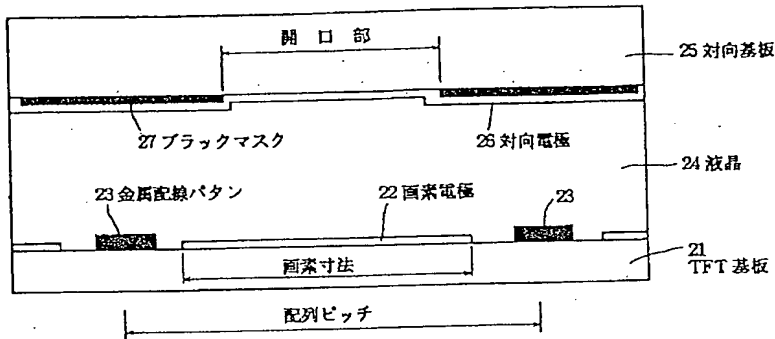 開口部
25 対向基板
27 ブラックマスク
26 対向電極
24 液晶
23 金属配線パタン
22 画素電極
23
21
TFT 基板
画素寸法
配列ピッチ